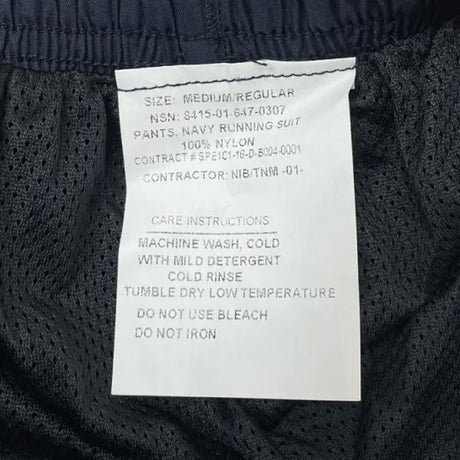 SIZE: MEDIUM/REGULAR
NSN: 8415-01-647-0307
PANTS, NAVY RUNNING SUIT
100% NYLON
CONTRACT # SPE1C1-16-D-B004-0001
CONTRACTOR: NIB/TNM -01-
CARE INSTRUCTIONS
MACHIINE WASH, COLD
WITH MILD DETERGENT
COLD RINSE
TUMBLE DRY LOW TEMPERATURE
DO NOT USE BLEACH
DO NOT IRON